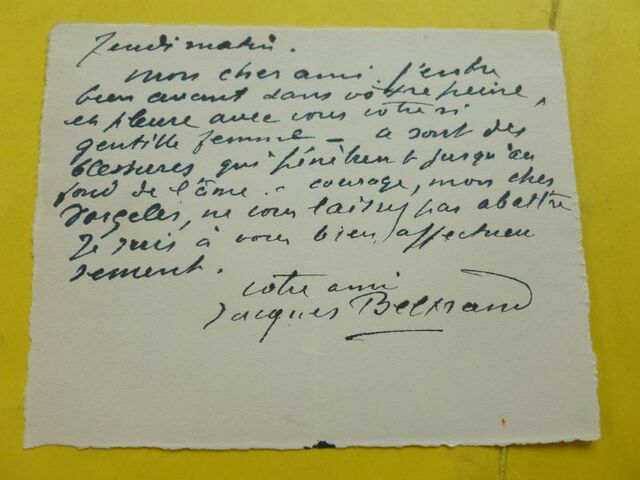 Jeudi matin.
Mon cher ami j'entre
bien avant dans votre peine,
et pleure avec vous votre si
gentille femme – ce sont des
blessures qui pénètrent jusqu'au
fond de l'âme. – courage, mon cher
Dorgelès, ne vous laissez pas abattre
Je suis à vous bien affectueu
sement.
votre ami
Jacques Beltrand